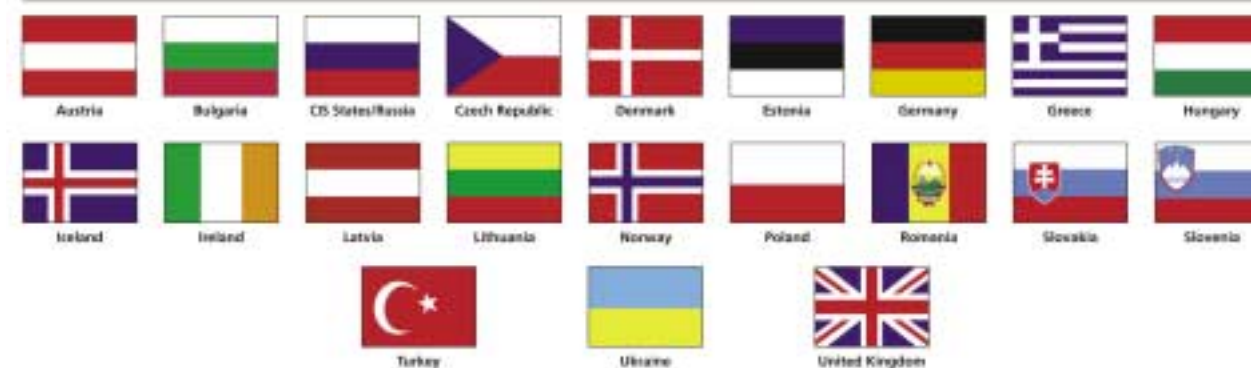 Austria Bulgaria CIS States/Russia Czech Republic Denmark Estonia Germany Greece Hungary
Iceland Ireland Latvia Lithuania Norway Poland Romania Slovakia Slovenia
Turkey Ukraine United Kingdom